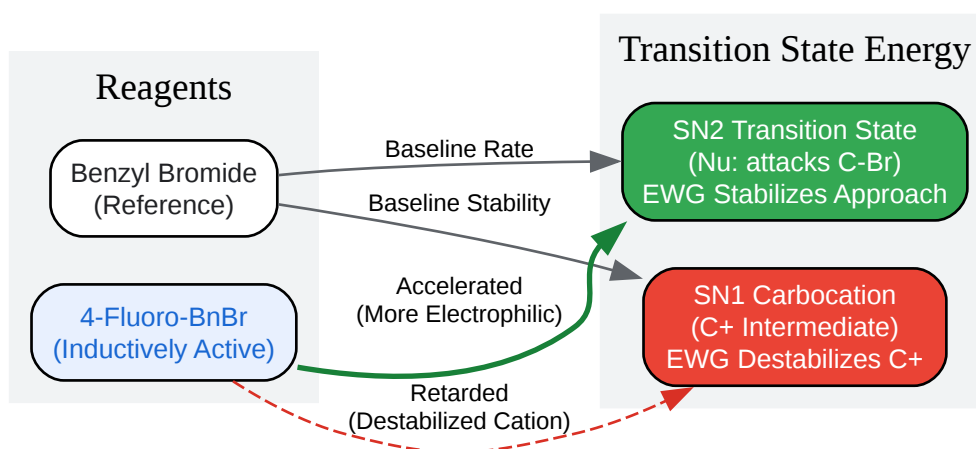 Reagents
Transition State Energy
Benzyl Bromide
(Reference)
Baseline Rate
Baseline Stability
SN2 Transition State
(Nu: attacks C-Br)
EWG Stabilizes Approach
4-Fluoro-BnBr
(Inductively Active)
Accelerated
(More Electrophilic)
Retarded
(Destabilized Cation)
SN1 Carbocation
(C+ Intermediate)
EWG Destabilizes C+